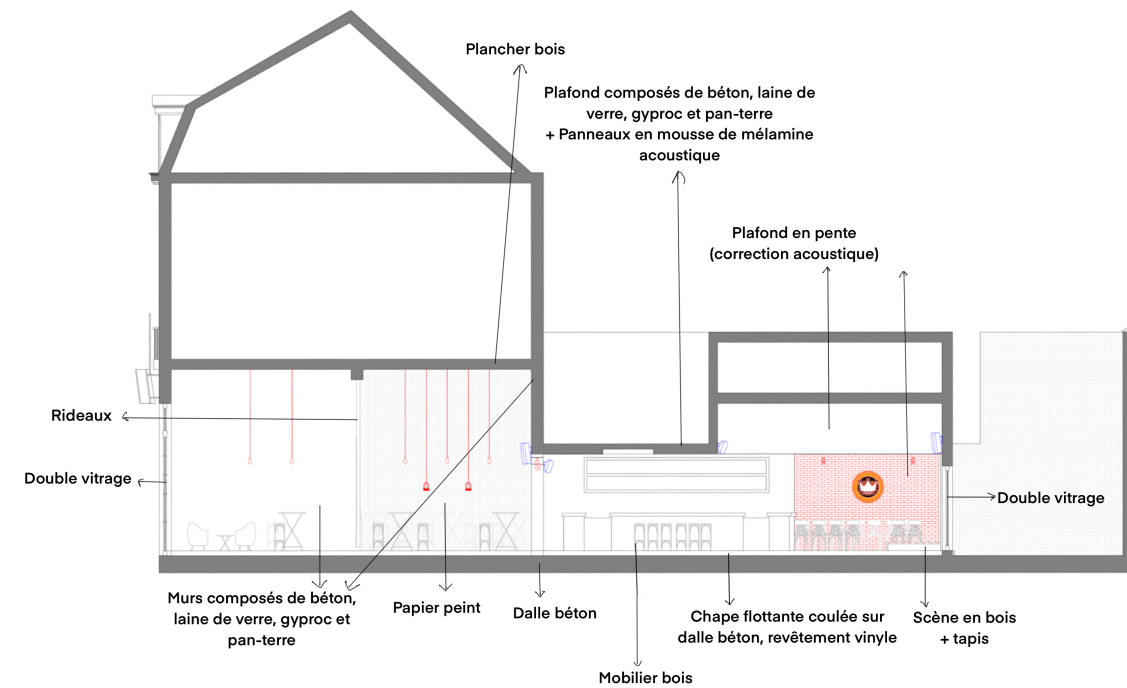 Plancher bois
Plafond composés de béton, laine de
verre, gyproc et pan-terre
+ Panneaux en mousse de mélamine
acoustique
Plafond en pente
(correction acoustique)
Rideaux
Double vitrage
Double vitrage
Murs composés de béton,
laine de verre, gyproc et
pan-terre
Papier peint
Dalle béton
Chape flottante coulée sur
dalle béton, revêtement vinyle
Scène en bois
+ tapis
Mobilier bois